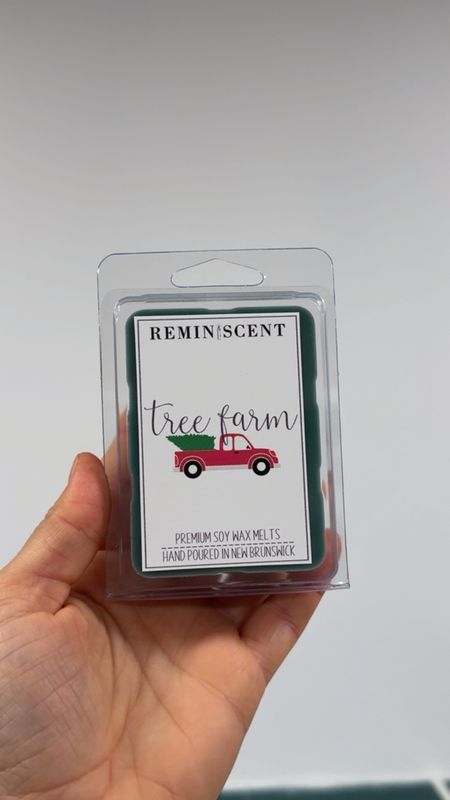 REMINISCENT
tree farm
PREMIUM SOY WAX MELTS
HAND POURED IN NEW BRUNSWICK